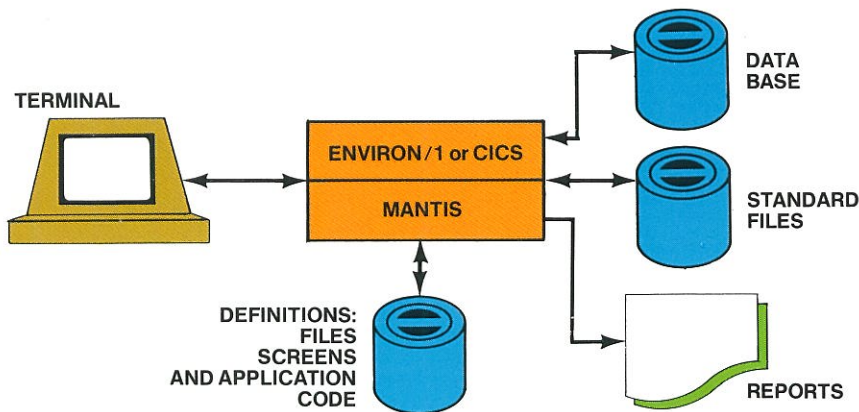 TERMINAL
ENVIRON/1 or CICS
MANTIS
DATA
BASE
STANDARD
FILES
DEFINITIONS:
FILES
SCREENS
AND APPLICATION
CODE
REPORTS